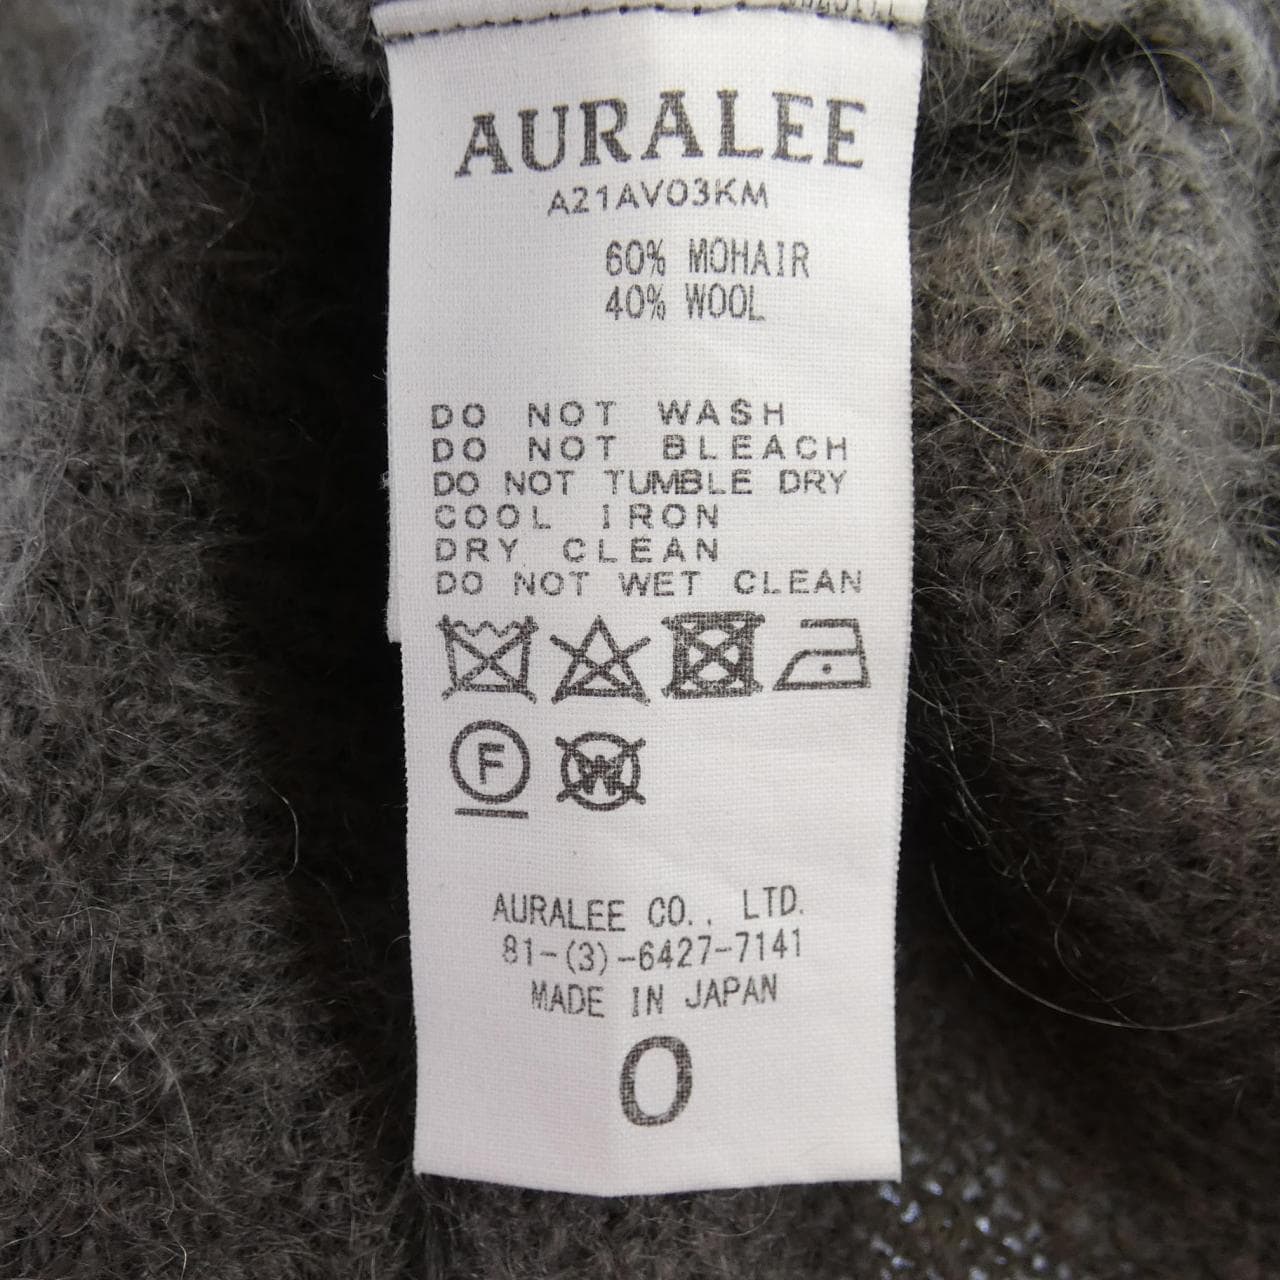 AURALEE
A21AV03KM
60% MOHAIR
40% WOOL
DO NOT WASH
DO NOT BLEACH
DO NOT TUMBLE DRY
COOL IRON
DRY CLEAN
DO NOT WET CLEAN
F
W
AURALEE CO., LTD.
81-(3)-6427-7141
MADE IN JAPAN
0